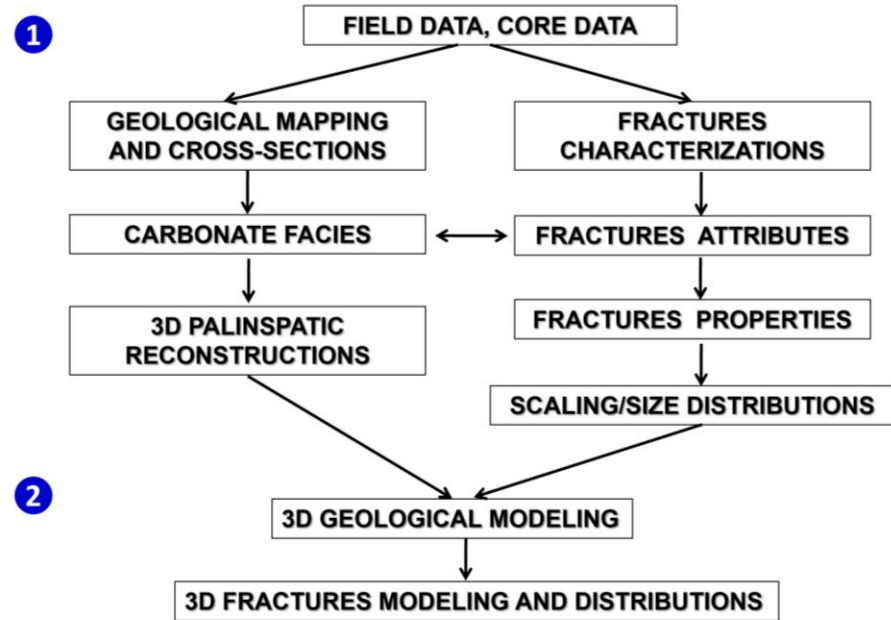 1
FIELD DATA, CORE DATA
GEOLOGICAL MAPPING
AND CROSS-SECTIONS
FRACTURES
CHARACTERIZATIONS
CARBONATE FACIES
FRACTURES ATTRIBUTES
3D PALINSPATIC
RECONSTRUCTIONS
FRACTURES PROPERTIES
SCALING/SIZE DISTRIBUTIONS
2
3D GEOLOGICAL MODELING
3D FRACTURES MODELING AND DISTRIBUTIONS